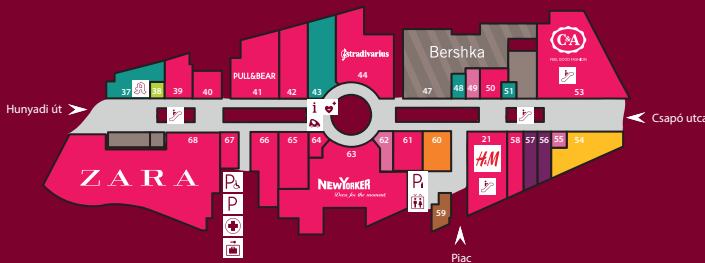 C&A
FEEL GOOD FASHION
stradivarius
Bershka
PULL&BEAR
37
38
39
40
41
42
43
44
47
48
49
50
51
53
Hunyadi út
i
Csapó utca
68
67
66
65
64
63
62
61
60
21
58
57
56
55
54
H&M
ZARA
NEWYORKER
Dress for the moment
P
P
P
59
Piac